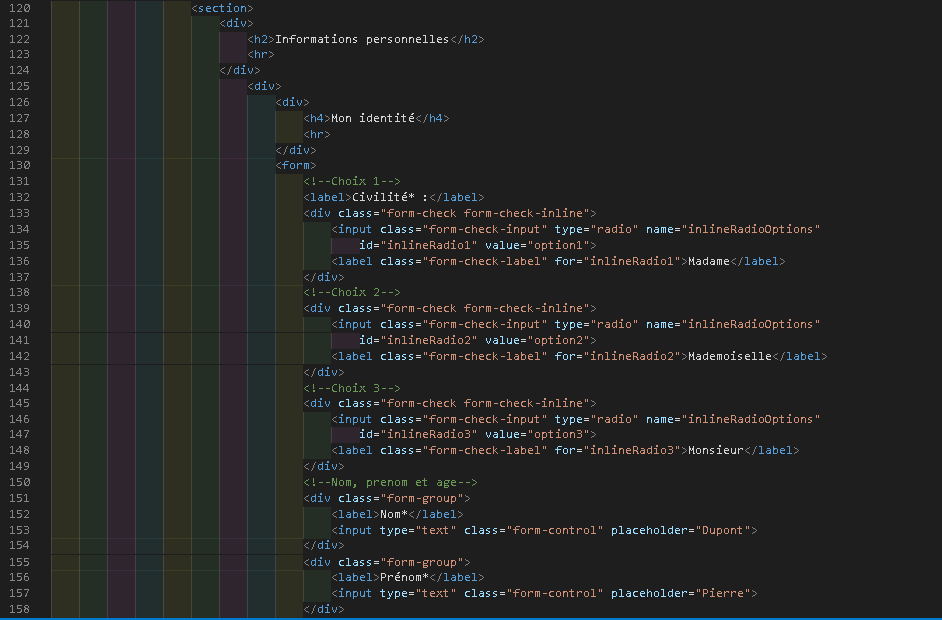 120 <section>
121 <div>
122 <h2>Informations personnelles</h2>
123 <hr>
124 </div>
125 <div>
126 <div>
127 <h4>Mon identité</h4>
128 <hr>
129 </div>
130 <form>
131 <!--Choix 1-->
132 <label>Civilité* :</label>
133 <div class="form-check form-check-inline">
134 <input class="form-check-input" type="radio" name="inlineRadioOptions"
135 id="inlineRadio1" value="option1">
136 <label class="form-check-label" for="inlineRadio1">Madame</label>
137 </div>
138 <!--Choix 2-->
139 <div class="form-check form-check-inline">
140 <input class="form-check-input" type="radio" name="inlineRadioOptions"
141 id="inlineRadio2" value="option2">
142 <label class="form-check-label" for="inlineRadio2">Mademoiselle</label>
143 </div>
144 <!--Choix 3-->
145 <div class="form-check form-check-inline">
146 <input class="form-check-input" type="radio" name="inlineRadioOptions"
147 id="inlineRadio3" value="option3">
148 <label class="form-check-label" for="inlineRadio3">Monsieur</label>
149 </div>
150 <!--Nom, prenom et age-->
151 <div class="form-group">
152 <label>Nom*</label>
153 <input type="text" class="form-control" placeholder="Dupont">
154 </div>
155 <div class="form-group">
156 <label>Prénom*</label>
157 <input type="text" class="form-control" placeholder="Pierre">
158 </div>